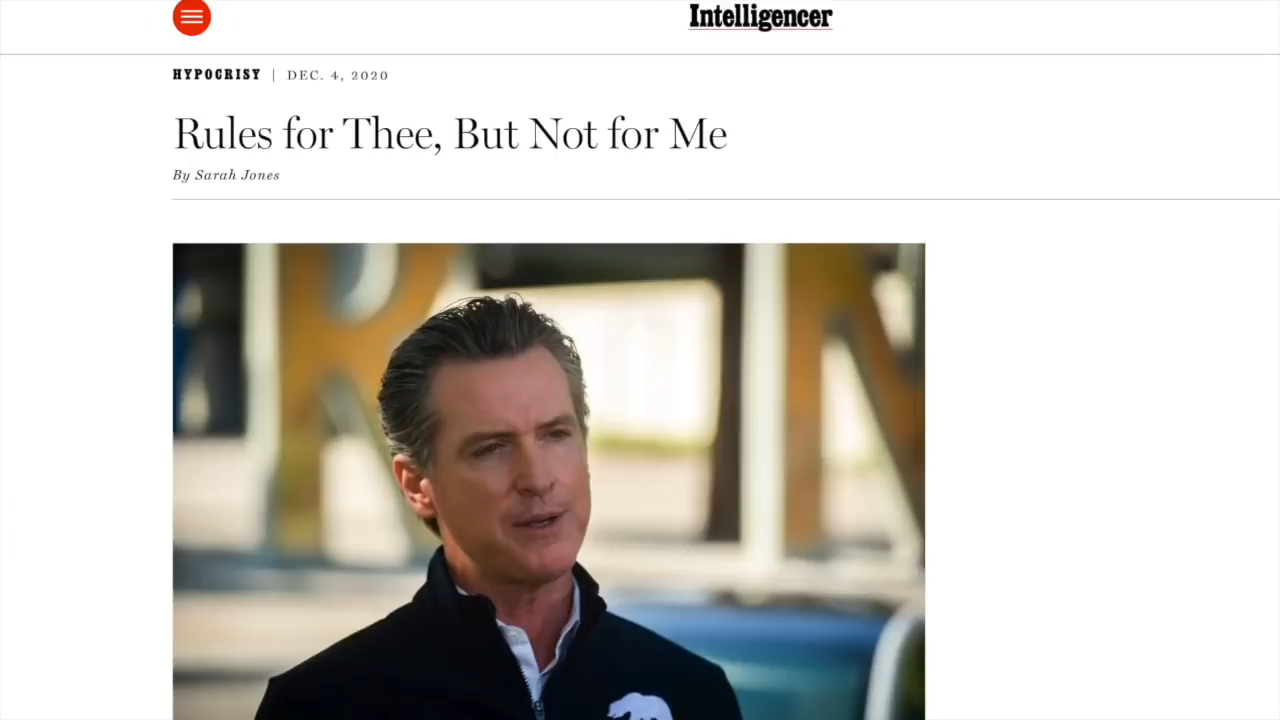 Intelligencer
HYPOCRISY | DEC. 4, 2020
Rules for Thee, But Not for Me
By Sarah Jones